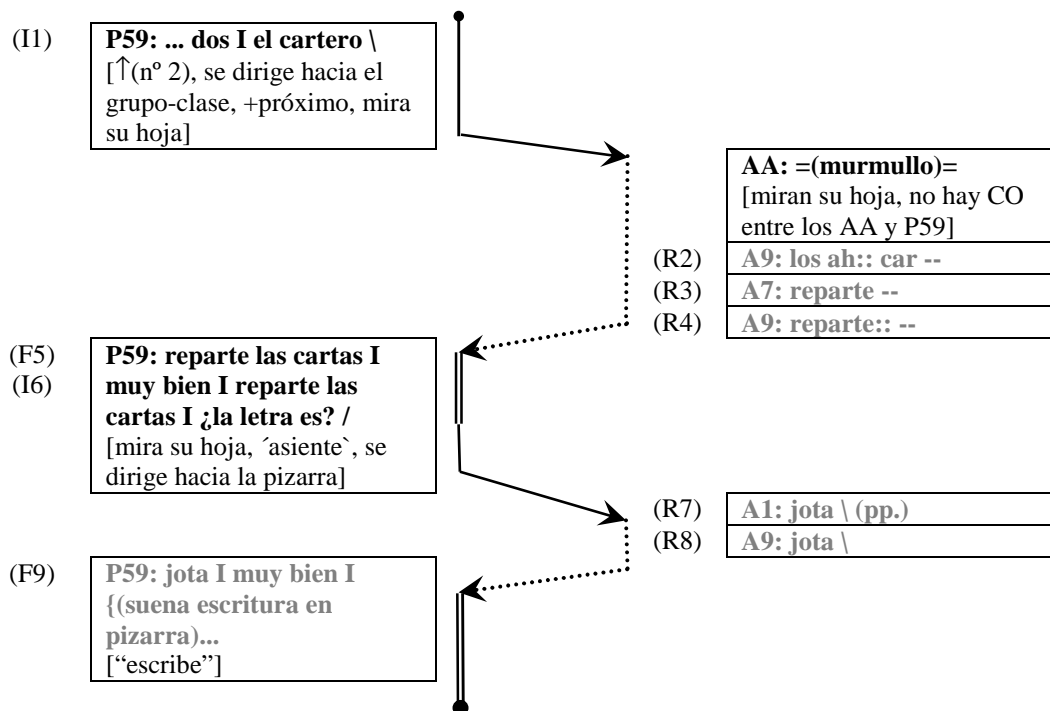 (I1)
P59: ... dos I el cartero \
[↑(nº 2), se dirige hacia el
grupo-clase, +próximo, mira
su hoja]
AA: =(murmullo)=
[miran su hoja, no hay CO
entre los AA y P59]
(R2) A9: los ah:: car --
(R3) A7: reparte --
(R4) A9: reparte:: --
(F5) P59: reparte las cartas I
(I6) muy bien I reparte las
cartas I ¿la letra es? /
[mira su hoja, ´asiente`, se
dirige hacia la pizarra]
(R7) A1: jota \ (pp.)
(R8) A9: jota \
(F9) P59: jota I muy bien I
{(suena escritura en
pizarra)...
[“escribe”]